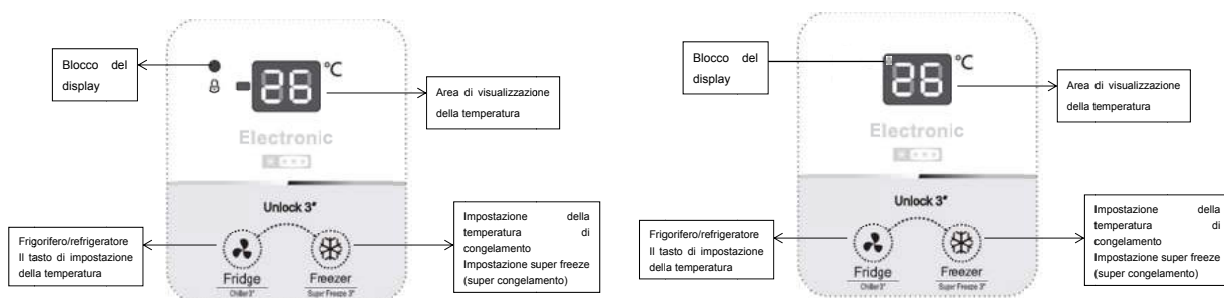 Blocco del
display
°C
26
Area di visualizzazione
della temperatura
Electronic
Unlock 3"
Frigorifero/refrigeratore
Il tasto di impostazione
della temperatura
Fridge
Chiller 3"
Freezer
Super Freeze 3"
Impostazione della
temperatura di
congelamento
Impostazione super freeze
(super congelamento)
Blocco del
display
°C
26
Area di visualizzazione
della temperatura
Electronic
Unlock 3"
Frigorifero/refrigeratore
Il tasto di impostazione
della temperatura
Fridge
Chiller 3"
Freezer
Super Freeze 3"
Impostazione della
temperatura di
congelamento
Impostazione super freeze
(super congelamento)